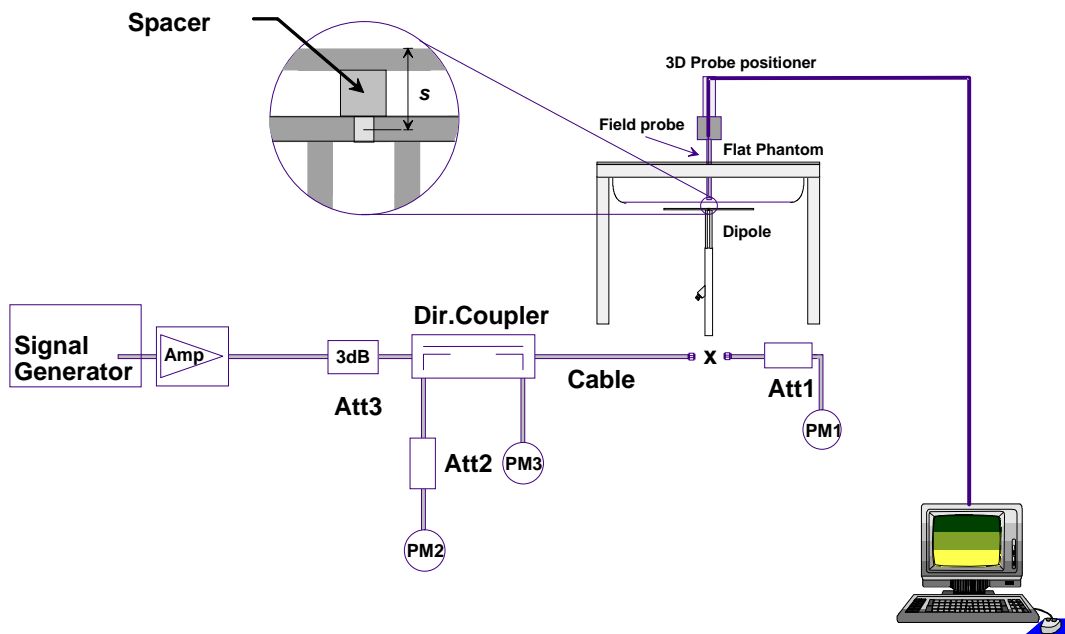 Spacer
s
3D Probe positioner
Field probe
Flat Phantom
Dipole
Signal
Generator
Amp
3dB
Att3
Dir.Coupler
Cable
x
Att1
PM1
Att2
PM3
PM2